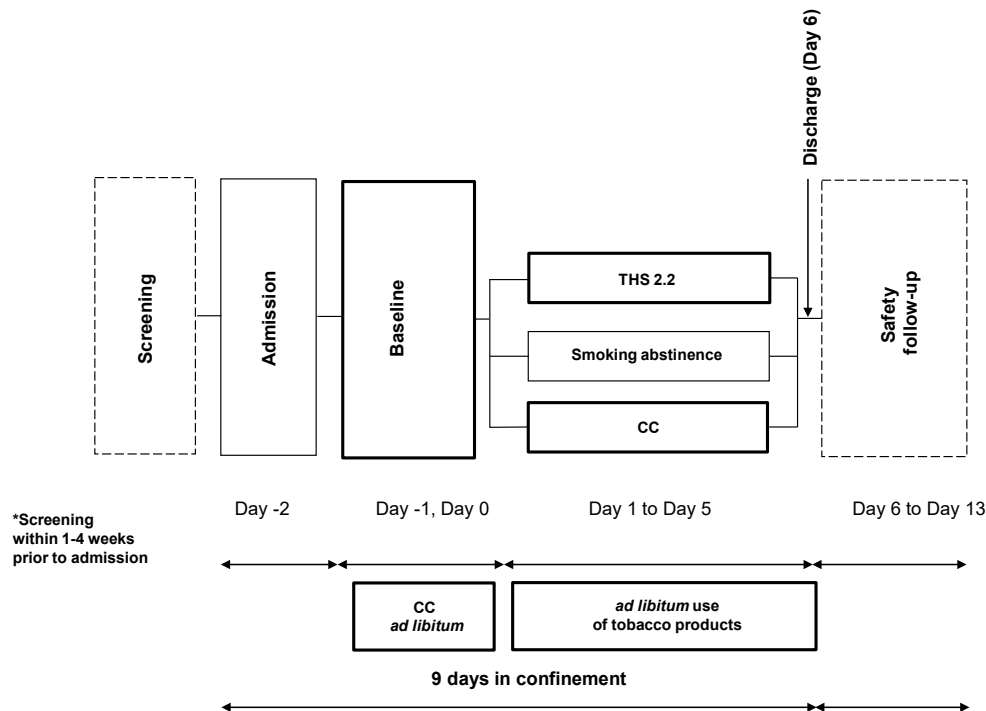 Discharge (Day 6)
Screening
Admission
Baseline
THS 2.2
Smoking abstinence
CC
Safety
follow-up
*Screening
within 1-4 weeks
prior to admission
Day -2
Day -1, Day 0
Day 1 to Day 5
Day 6 to Day 13
CC
ad libitum
ad libitum use
of tobacco products
9 days in confinement